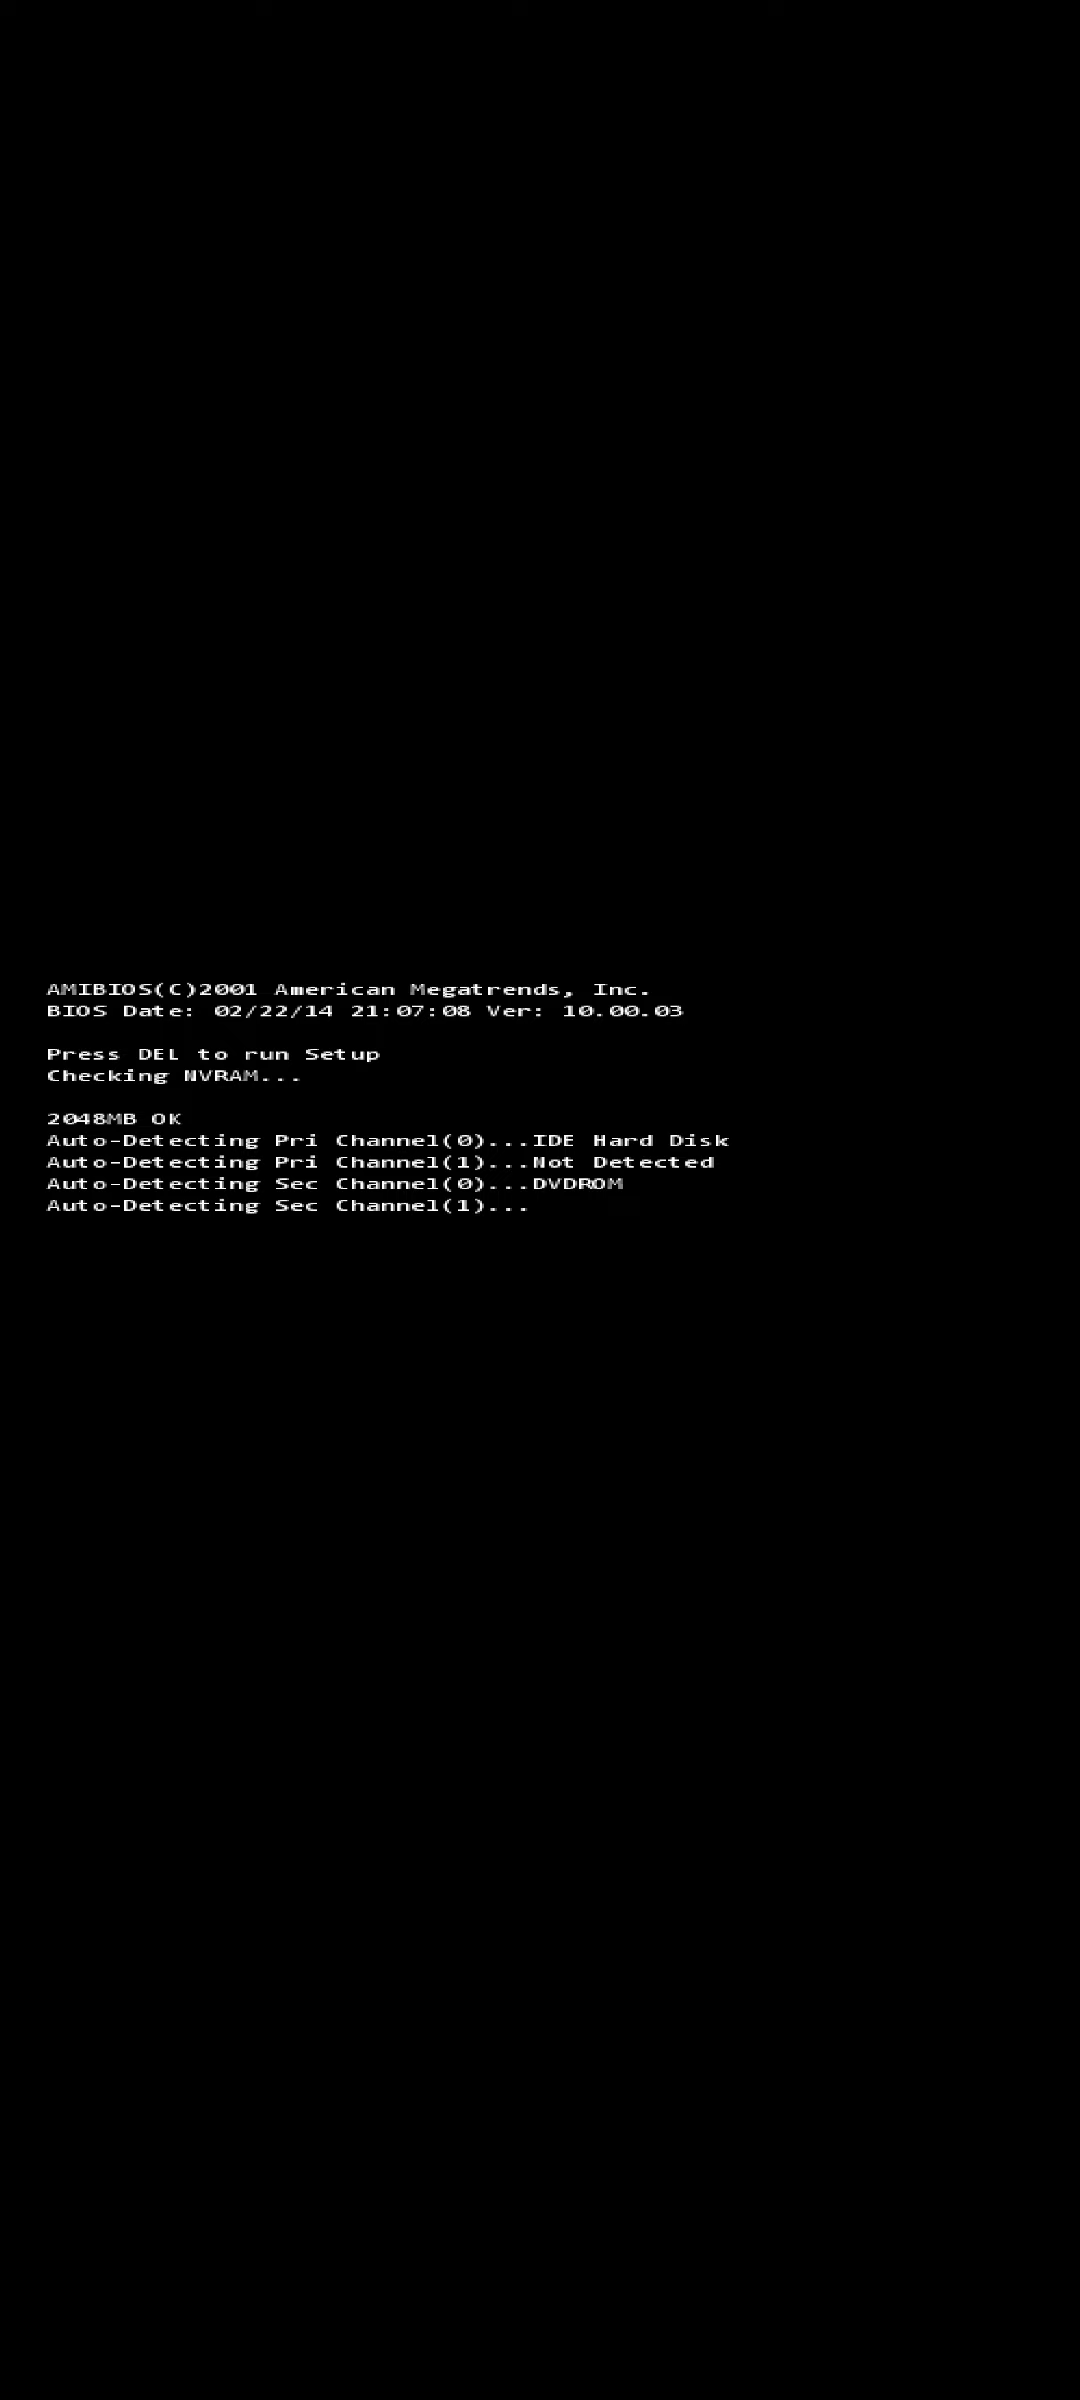 AMIBIOS(C)2001 American Megatrends, Inc.
BIOS Date: 02/22/14 21:07:08 Ver: 10.00.03
Press DEL to run Setup
Checking NVRAM...
2048MB OK
Auto-Detecting Pri Channel(0)...IDE Hard Disk
Auto-Detecting Pri Channel(1)...Not Detected
Auto-Detecting Sec Channel(0)...DVDROM
Auto-Detecting Sec Channel(1)...